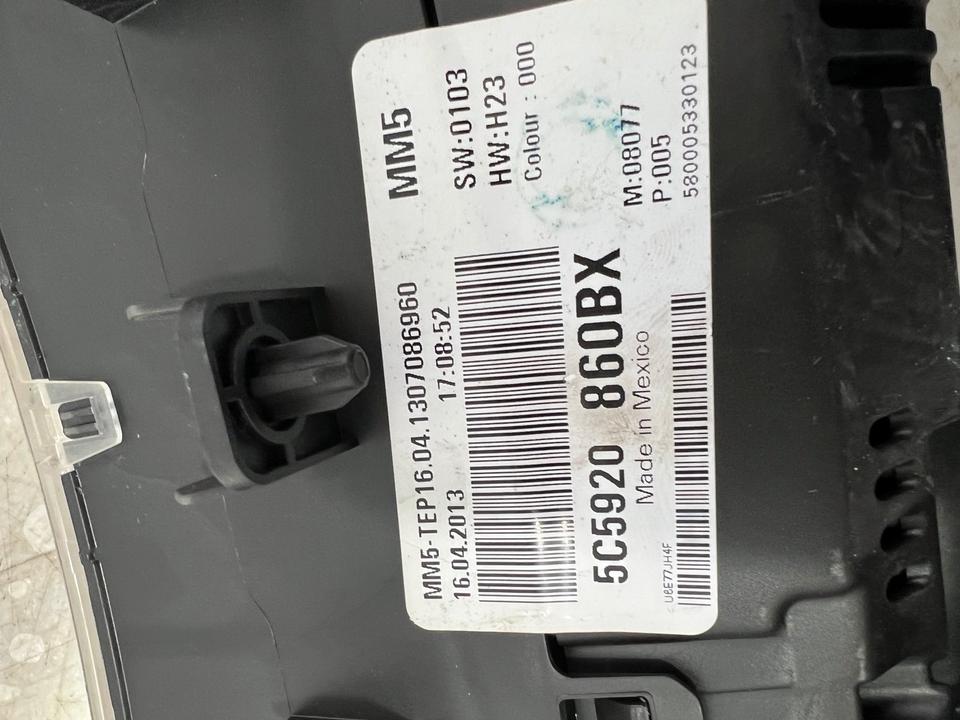 MM5-TEP16.04.1307086960
MM5
16.04.2013 17:08:52
SW:0103
HW:H23
Colour : 000
5C5920 860BX
Made in Mexico
M:08077
P:005
U6E77JH4F
580005330123